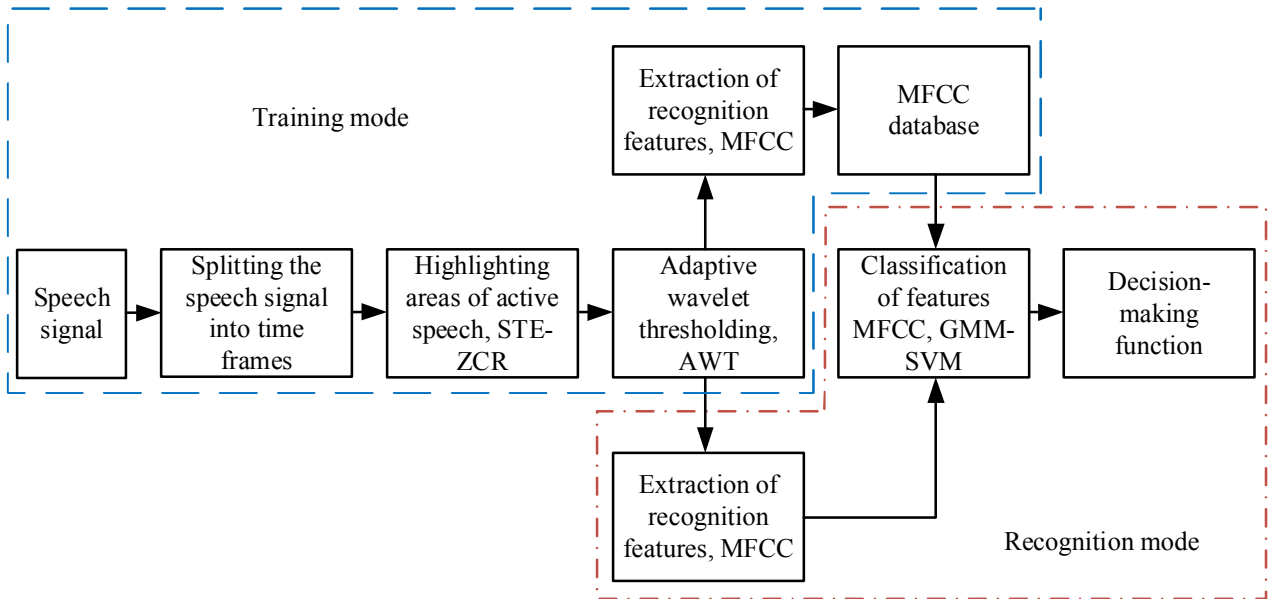 Training mode
Extraction of
recognition
features, MFCC
MFCC
database
Speech
signal
Splitting the
speech signal
into time
frames
Highlighting
areas of active
speech, STE-
ZCR
Adaptive
wavelet
thresholding,
AWT
Classification
of features
MFCC, GMM-
SVM
Decision-
making
function
Extraction of
recognition
features, MFCC
Recognition mode